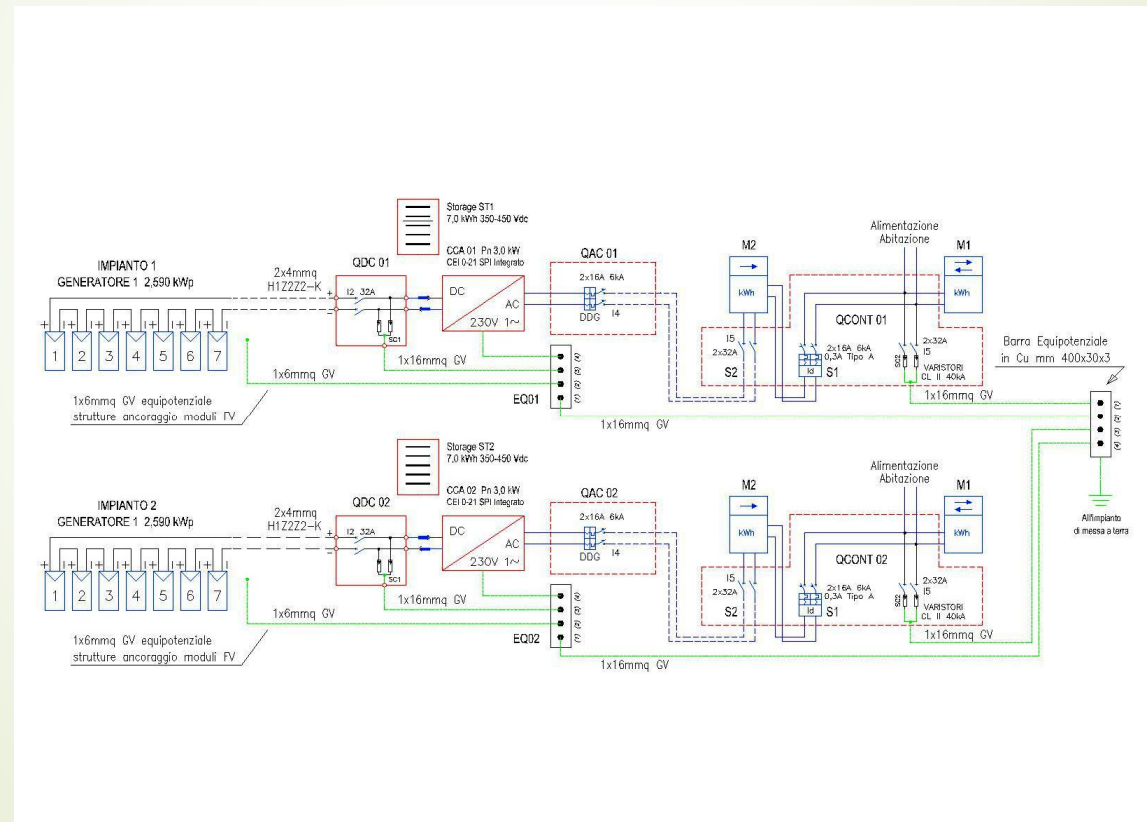 Storage ST1
7,0 kWh 350-450 Vdc
CCA 01 Pn 3,0 kW
CEI 0-21 SPI Integrato
IMPIANTO 1
GENERATORE 1 2,590 kWp
2x4mmq
H1Z2Z2-K
QDC 01
I2 32A
SC1
DC
AC
230V 1~
QAC 01
2x16A 6kA
DDG I4
M2
kWh
Alimentazione
Abitazione
M1
kWh
QCONT 01
I5
2x32A
S2
2x16A 6kA
0,3A Tipo A
Id S1
SC2
2x32A
I5
VARISTORI
CL II 40kA
Barra Equipotenziale
in Cu mm 400x30x3
+ 1 2 3 4 5 6 7
1x16mmq GV
1x6mmq GV
1x16mmq GV
1x6mmq GV equipotenziale
strutture ancoraggio moduli FV
EQ01
1x16mmq GV
(1)
(2)
(3)
(4)
Storage ST2
7,0 kWh 350-450 Vdc
CCA 02 Pn 3,0 kW
CEI 0-21 SPI Integrato
IMPIANTO 2
GENERATORE 1 2,590 kWp
2x4mmq
H1Z2Z2-K
QDC 02
I2 32A
SC1
DC
AC
230V 1~
QAC 02
2x16A 6kA
DDG I4
M2
kWh
Alimentazione
Abitazione
M1
kWh
QCONT 02
I5
2x32A
S2
2x16A 6kA
0,3A Tipo A
Id S1
SC2
2x32A
I5
VARISTORI
CL II 40kA
All'impianto
di messa a terra
1 2 3 4 5 6 7
1x16mmq GV
1x6mmq GV
1x16mmq GV
1x6mmq GV equipotenziale
strutture ancoraggio moduli FV
EQ02
1x16mmq GV